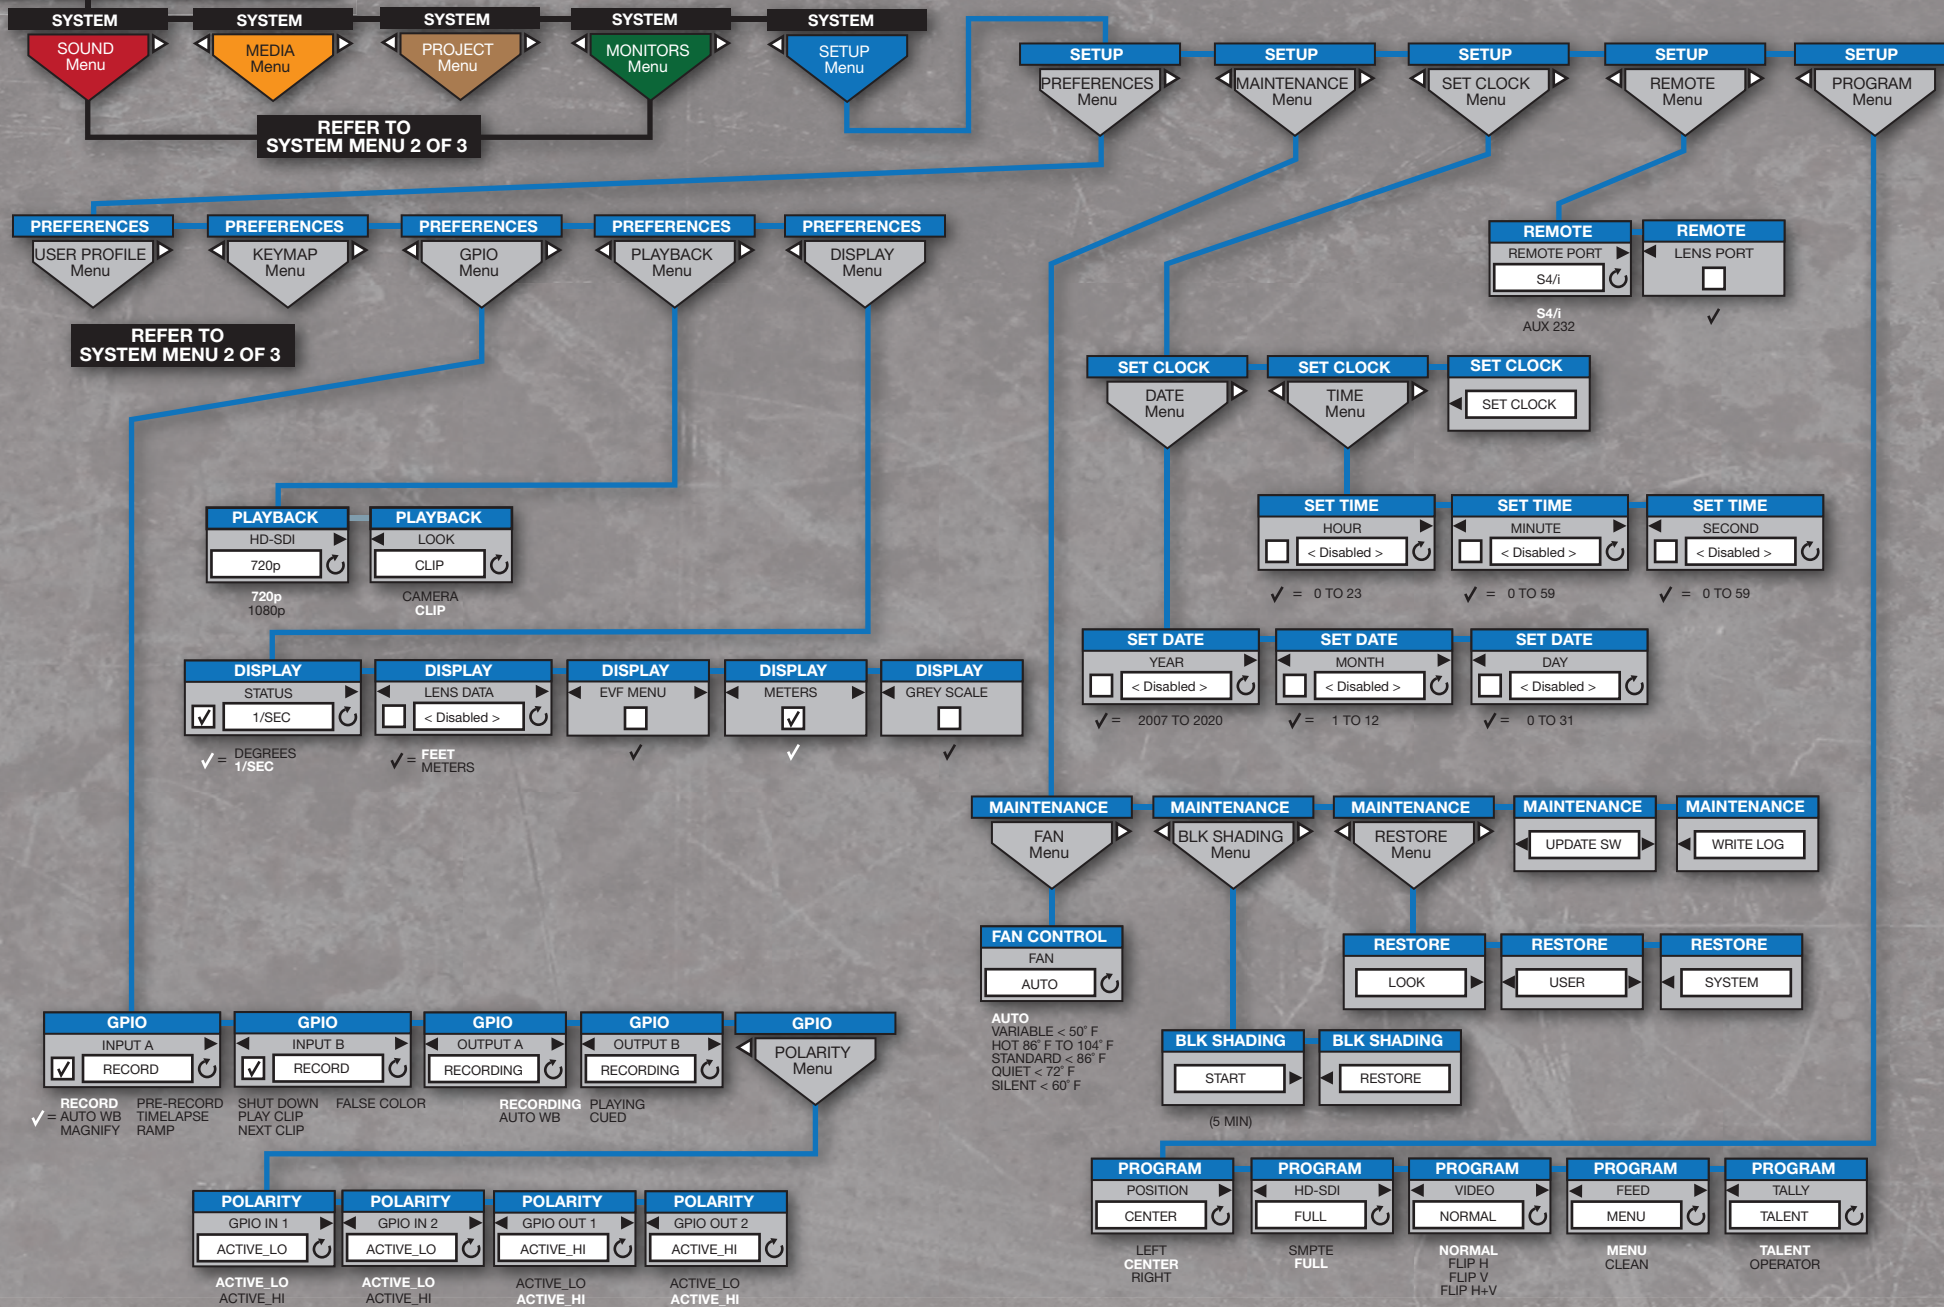 SYSTEM
SOUND
Menu
SYSTEM
MEDIA
Menu
SYSTEM
PROJECT
Menu
SYSTEM
MONITORS
Menu
SYSTEM
SETUP
Menu
REFER TO
SYSTEM MENU 2 OF 3
SETUP
PREFERENCES
Menu
SETUP
MAINTENANCE
Menu
SETUP
SET CLOCK
Menu
SETUP
REMOTE
Menu
SETUP
PROGRAM
Menu
PREFERENCES
USER PROFILE
Menu
PREFERENCES
KEYMAP
Menu
PREFERENCES
GPIO
Menu
PREFERENCES
PLAYBACK
Menu
PREFERENCES
DISPLAY
Menu
REFER TO
SYSTEM MENU 2 OF 3
REMOTE
REMOTE PORT
S4/i
S4/i
AUX 232
REMOTE
LENS PORT
✓
SET CLOCK
DATE
Menu
SET CLOCK
TIME
Menu
SET CLOCK
SET CLOCK
PLAYBACK
HD-SDI
720p
720p
1080p
PLAYBACK
LOOK
CLIP
CAMERA
CLIP
SET TIME
HOUR
< Disabled >
✓ = 0 TO 23
SET TIME
MINUTE
< Disabled >
✓ = 0 TO 59
SET TIME
SECOND
< Disabled >
✓ = 0 TO 59
SET DATE
YEAR
< Disabled >
✓ = 2007 TO 2020
SET DATE
MONTH
< Disabled >
✓ = 1 TO 12
SET DATE
DAY
< Disabled >
✓ = 0 TO 31
DISPLAY
STATUS
✓ 1/SEC
✓ = DEGREES
1/SEC
DISPLAY
LENS DATA
< Disabled >
✓ = FEET
METERS
DISPLAY
EVF MENU
✓
DISPLAY
METERS
✓
✓
DISPLAY
GREY SCALE
✓
MAINTENANCE
FAN
Menu
MAINTENANCE
BLK SHADING
Menu
MAINTENANCE
RESTORE
Menu
MAINTENANCE
UPDATE SW
MAINTENANCE
WRITE LOG
FAN CONTROL
FAN
AUTO
AUTO
VARIABLE < 50° F
HOT 86° F TO 104° F
STANDARD < 86° F
QUIET < 72° F
SILENT < 60° F
RESTORE
LOOK
RESTORE
USER
RESTORE
SYSTEM
BLK SHADING
START
(5 MIN)
BLK SHADING
RESTORE
GPIO
INPUT A
✓ RECORD
GPIO
INPUT B
✓ RECORD
GPIO
OUTPUT A
RECORDING
GPIO
OUTPUT B
RECORDING
GPIO
POLARITY
Menu
RECORD PRE-RECORD SHUT DOWN FALSE COLOR
✓ = AUTO WB TIMELAPSE PLAY CLIP
MAGNIFY RAMP NEXT CLIP
RECORDING PLAYING
AUTO WB CUED
POLARITY
GPIO IN 1
ACTIVE_LO
ACTIVE_LO
ACTIVE_HI
POLARITY
GPIO IN 2
ACTIVE_LO
ACTIVE_LO
ACTIVE_HI
POLARITY
GPIO OUT 1
ACTIVE_HI
ACTIVE_LO
ACTIVE_HI
POLARITY
GPIO OUT 2
ACTIVE_HI
ACTIVE_LO
ACTIVE_HI
PROGRAM
POSITION
CENTER
LEFT
CENTER
RIGHT
PROGRAM
HD-SDI
FULL
SMPTE
FULL
PROGRAM
VIDEO
NORMAL
NORMAL
FLIP H
FLIP V
FLIP H+V
PROGRAM
FEED
MENU
MENU
CLEAN
PROGRAM
TALLY
TALENT
TALENT
OPERATOR